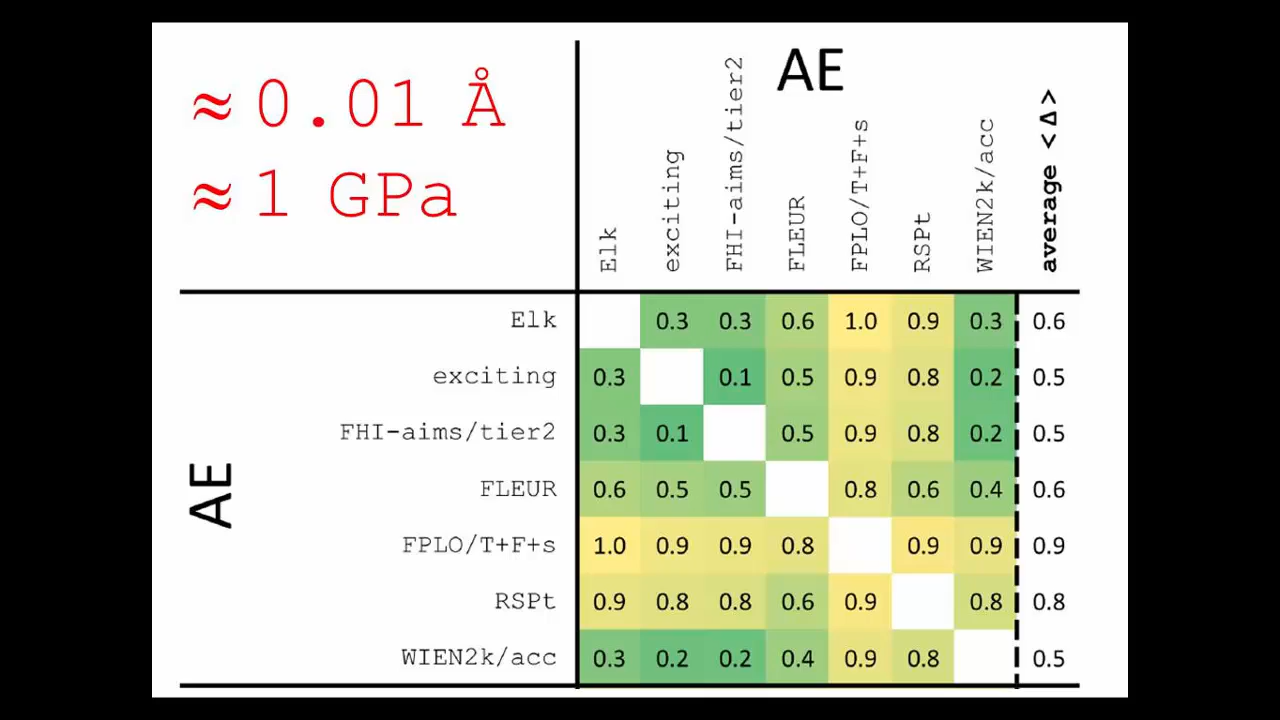 ≈ 0.01 Å
≈ 1 GPa
AE
Elk exciting FHI-aims/tier2 FLEUR FPLO/T+F+s RSPt WIEN2k/acc average <Δ>
AE
Elk 0.3 0.3 0.6 1.0 0.9 0.3 0.6
exciting 0.3 0.1 0.5 0.9 0.8 0.2 0.5
FHI-aims/tier2 0.3 0.1 0.5 0.9 0.8 0.2 0.5
FLEUR 0.6 0.5 0.5 0.8 0.6 0.4 0.6
FPLO/T+F+s 1.0 0.9 0.9 0.8 0.9 0.9 0.9
RSPt 0.9 0.8 0.8 0.6 0.9 0.8 0.8
WIEN2k/acc 0.3 0.2 0.2 0.4 0.9 0.8 0.5